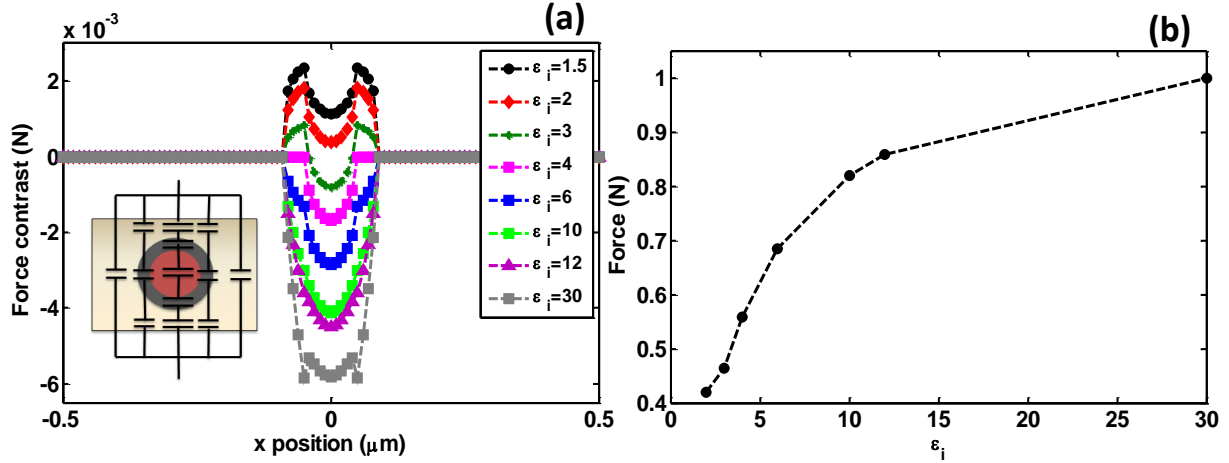 x 10⁻³
(a)
2
0
-2
-4
-6
Force contrast (N)
-0.5
0
0.5
x position (μm)
ε i=1.5
ε i=2
ε i=3
ε i=4
ε i=6
ε i=10
ε i=12
ε i=30
(b)
1
0.9
0.8
0.7
0.6
0.5
0.4
Force (N)
0
5
10
15
20
25
30
εi